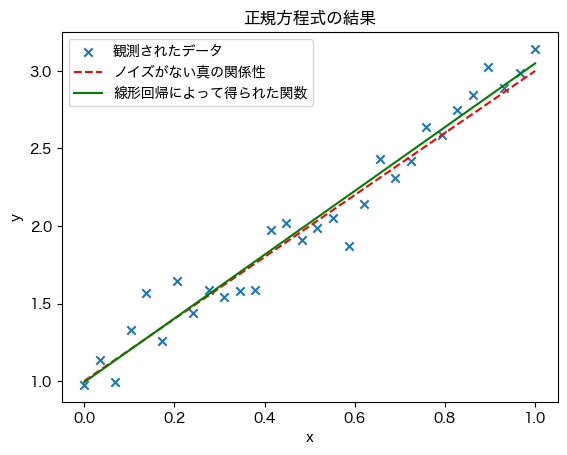 正規方程式の結果
観測されたデータ
ノイズがない真の関係性
線形回帰によって得られた関数
3.0
2.5
2.0
1.5
1.0
y
0.0 0.2 0.4 0.6 0.8 1.0
x